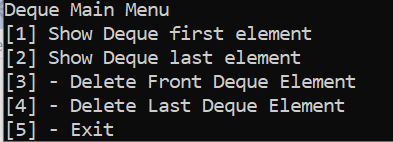 Deque Main Menu
[1] Show Deque first element
[2] Show Deque last element
[3] - Delete Front Deque Element
[4] - Delete Last Deque Element
[5] - Exit